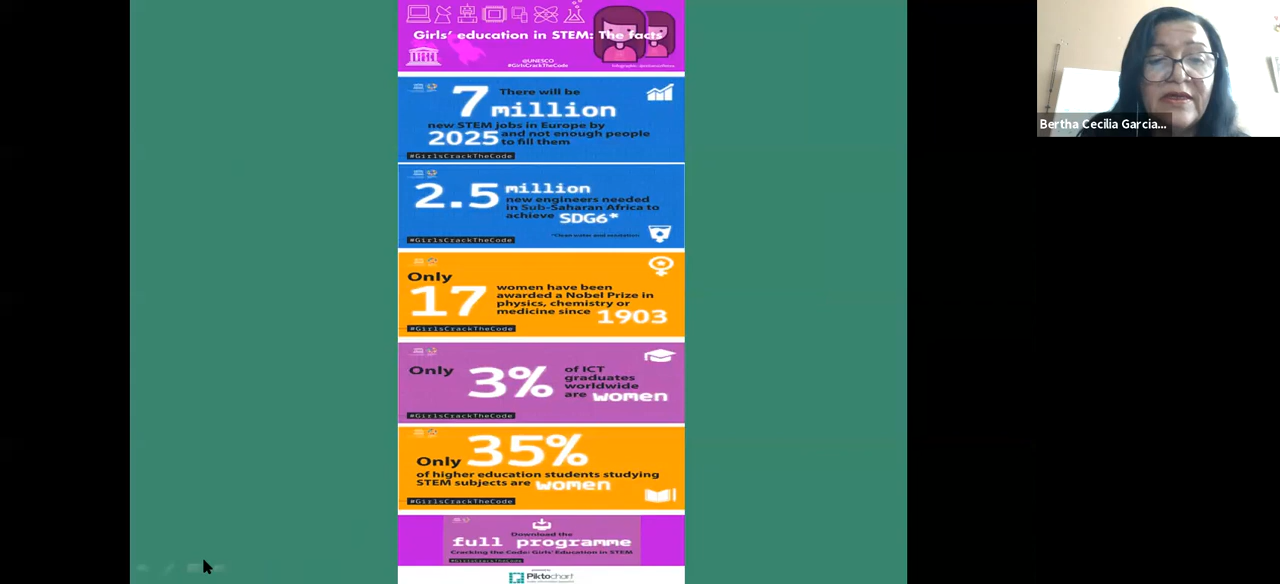 Girls' education in STEM: The facts
@UNESCO
#GirlsCrackTheCode
There will be
7 million
new STEM jobs in Europe by
2025 and not enough people
to fill them
#GirlsCrackTheCode
2.5 million
new engineers needed
in Sub-Saharan Africa to
achieve SDG6*
*Clean water and sanitation
#GirlsCrackTheCode
Only
17 women have been
awarded a Nobel Prize in
physics, chemistry or
medicine since 1903
#GirlsCrackTheCode
Only 3% of ICT
graduates
worldwide
are women
#GirlsCrackTheCode
Only 35%
of higher education students studying
STEM subjects are women
#GirlsCrackTheCode
Download the
full programme
Cracking the Code: Girls' Education in STEM
#GirlsCrackTheCode
Piktochart
Bertha Cecilia Garcia...